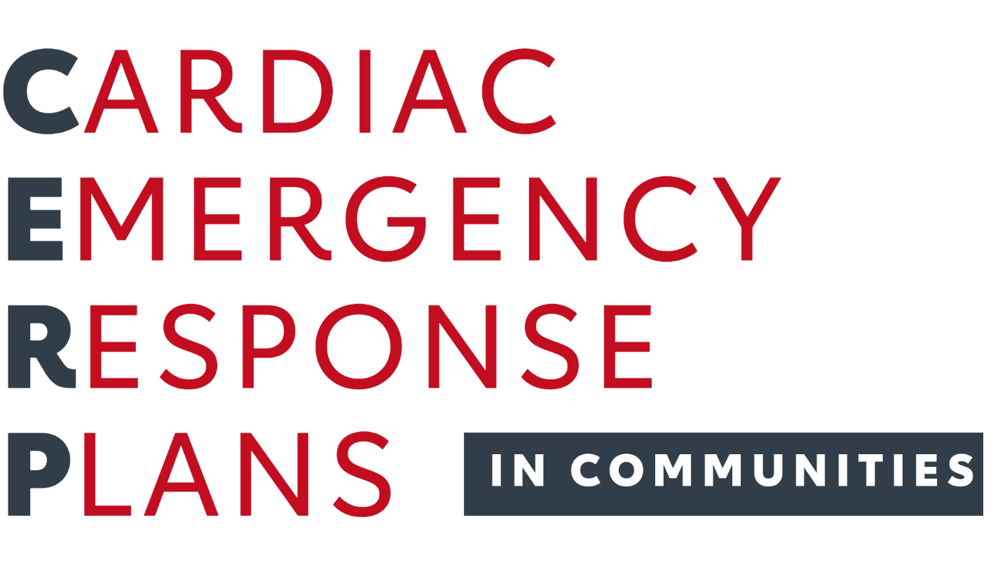 CARDIAC
EMERGENCY
RESPONSE
PLANS IN COMMUNITIES